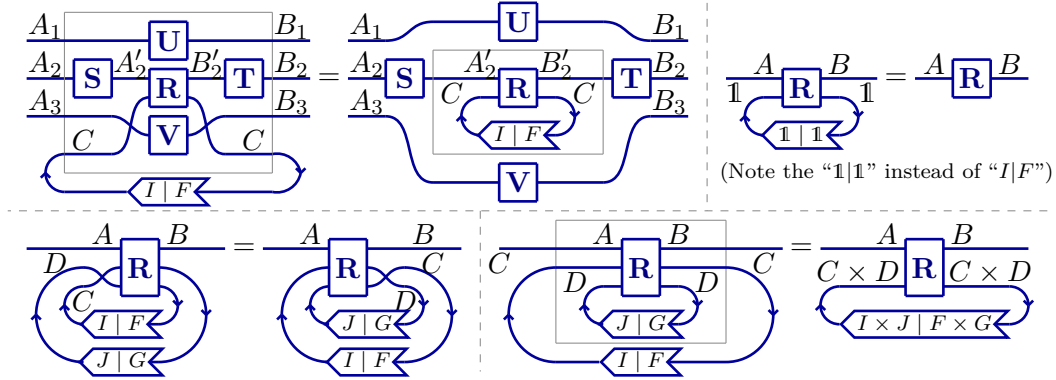 A₁ U B₁ = A₁ U B₁
A₂ S A′₂ R B′₂ T B₂ = A₂ S A′₂ R B′₂ T B₂
A₃ V B₃ A₃ C I | F C V B₃
C C
I | F
A R B = A R B
𝟙 𝟙
𝟙 | 𝟙
(Note the “𝟙|𝟙” instead of “I|F”)
A R B = A R B
D C
C D
I | F J | G
J | G I | F
A R B = A R B
C D D C C × D C × D
J | G I × J | F × G
I | F